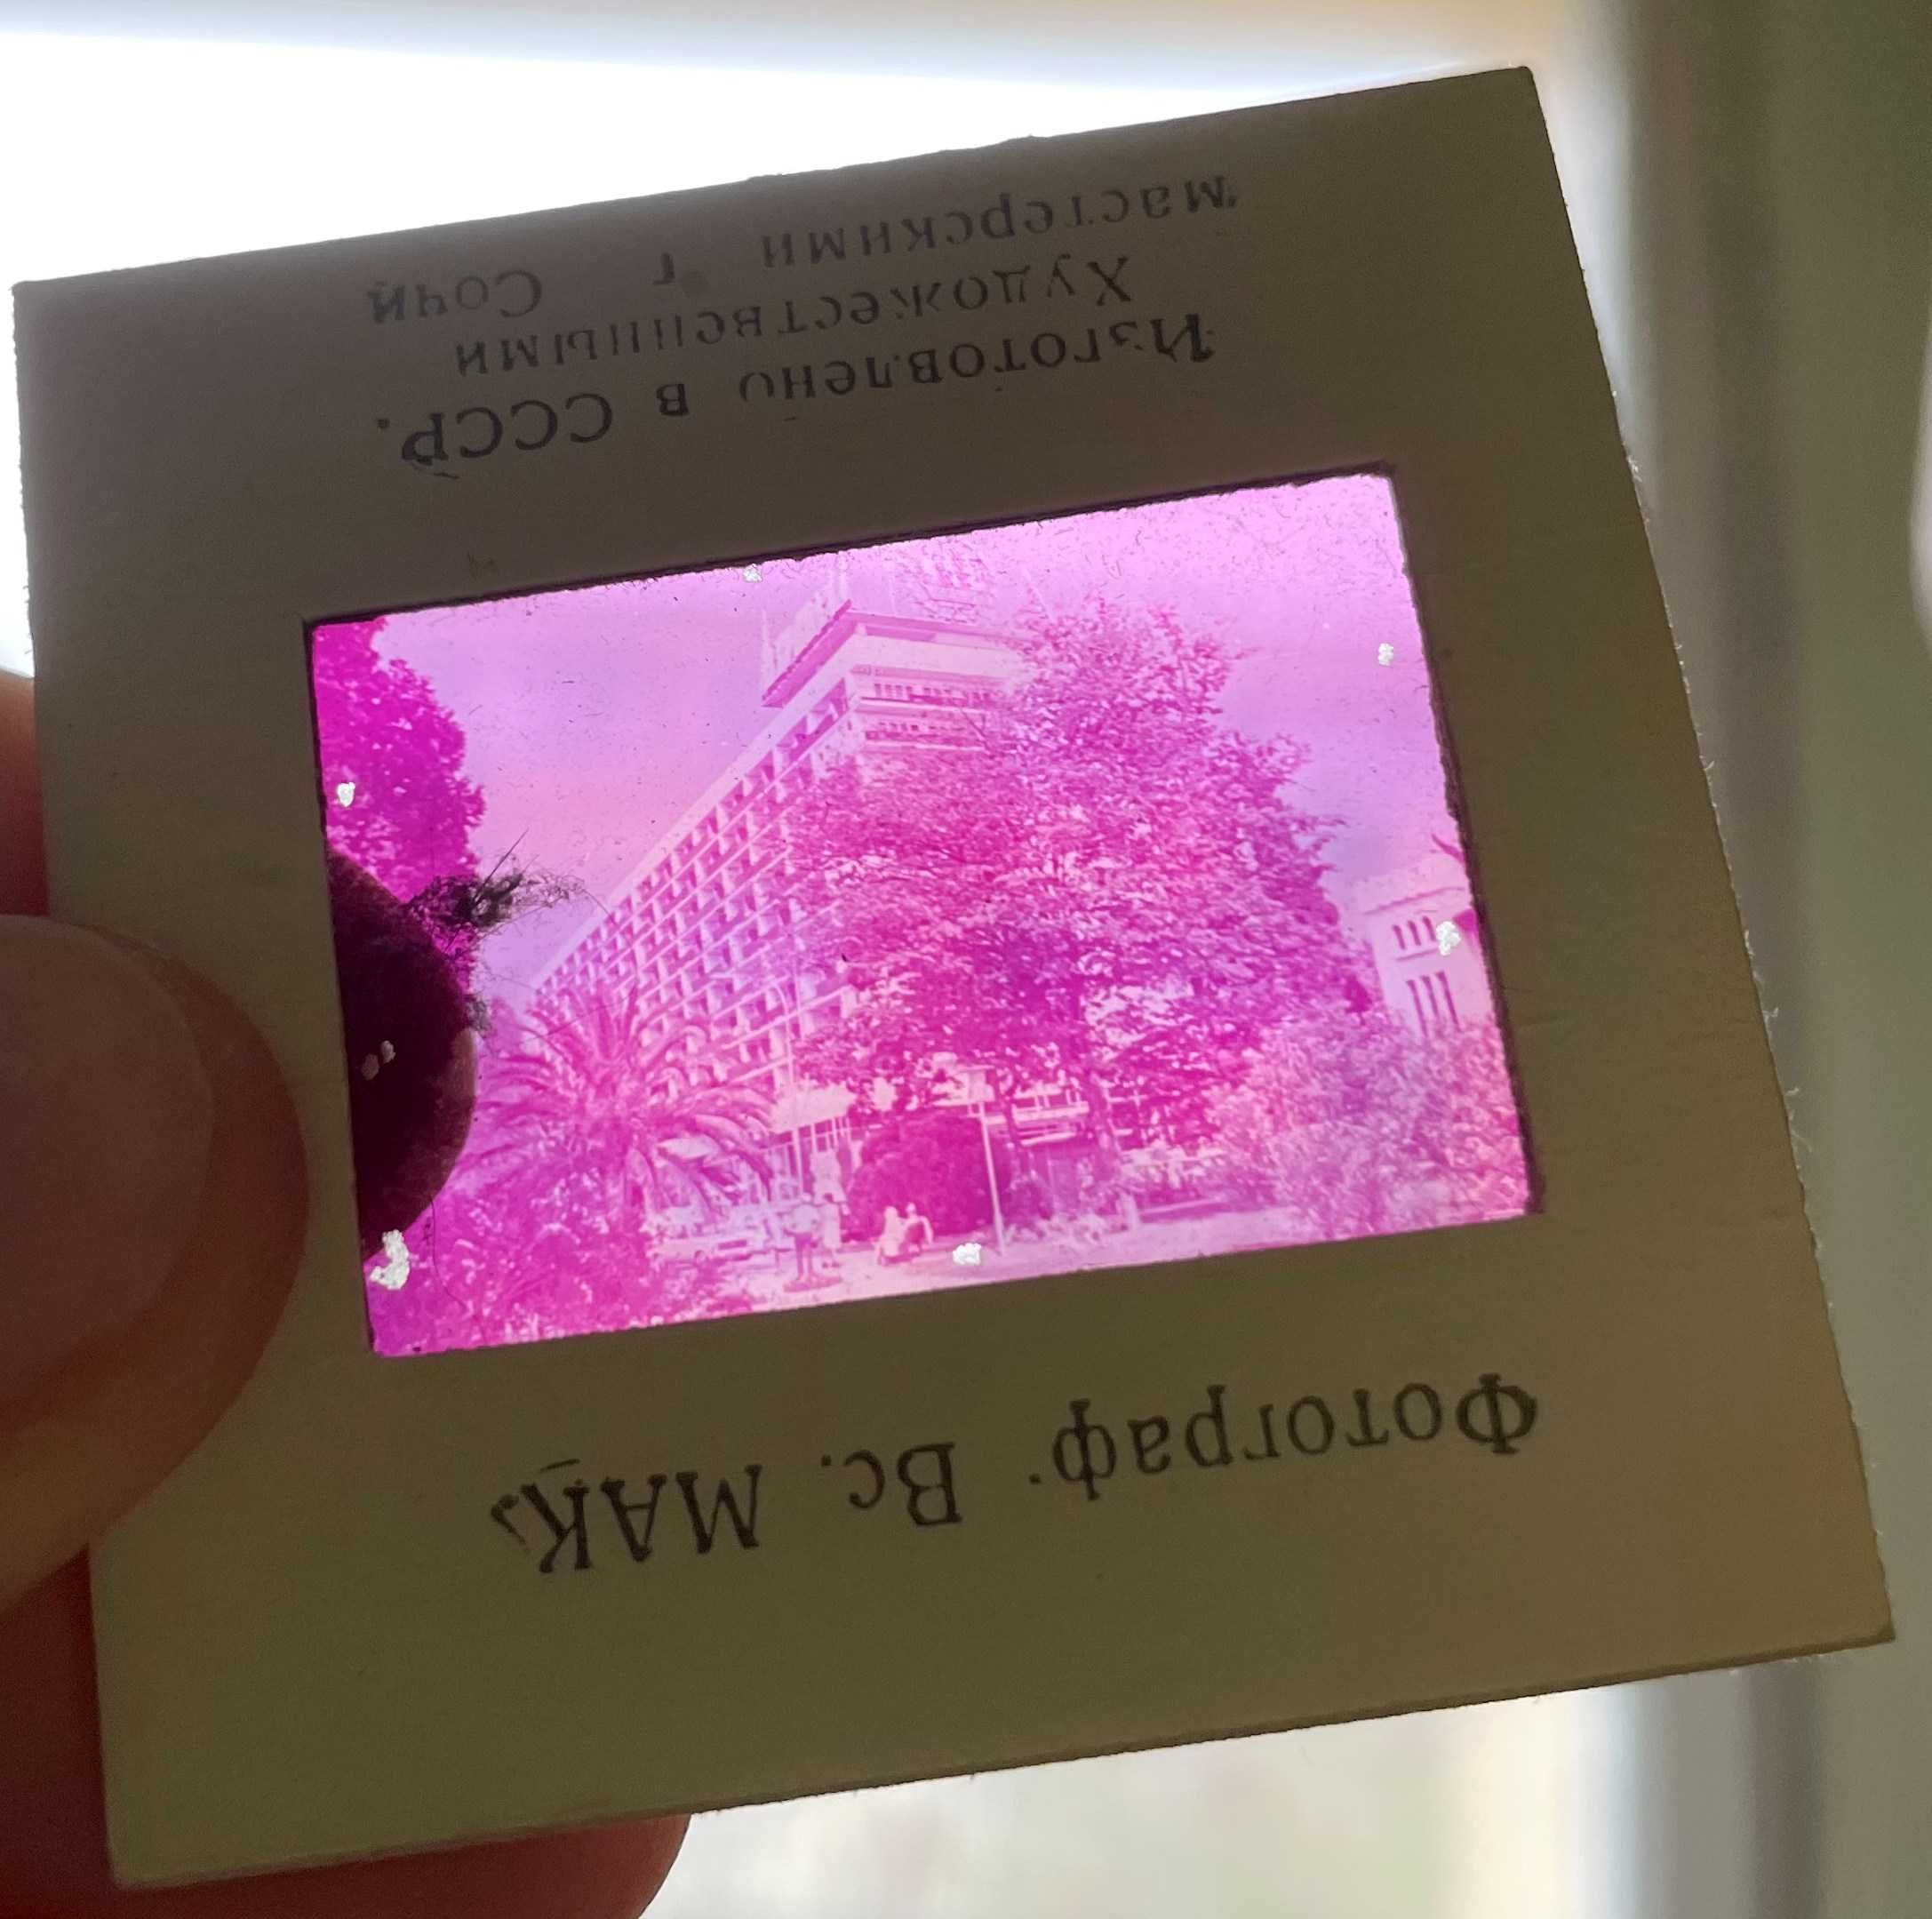 Фотограф. Вс. МАК.
Изготовлено в СССР.
Художественными
мастерскими г Сочи